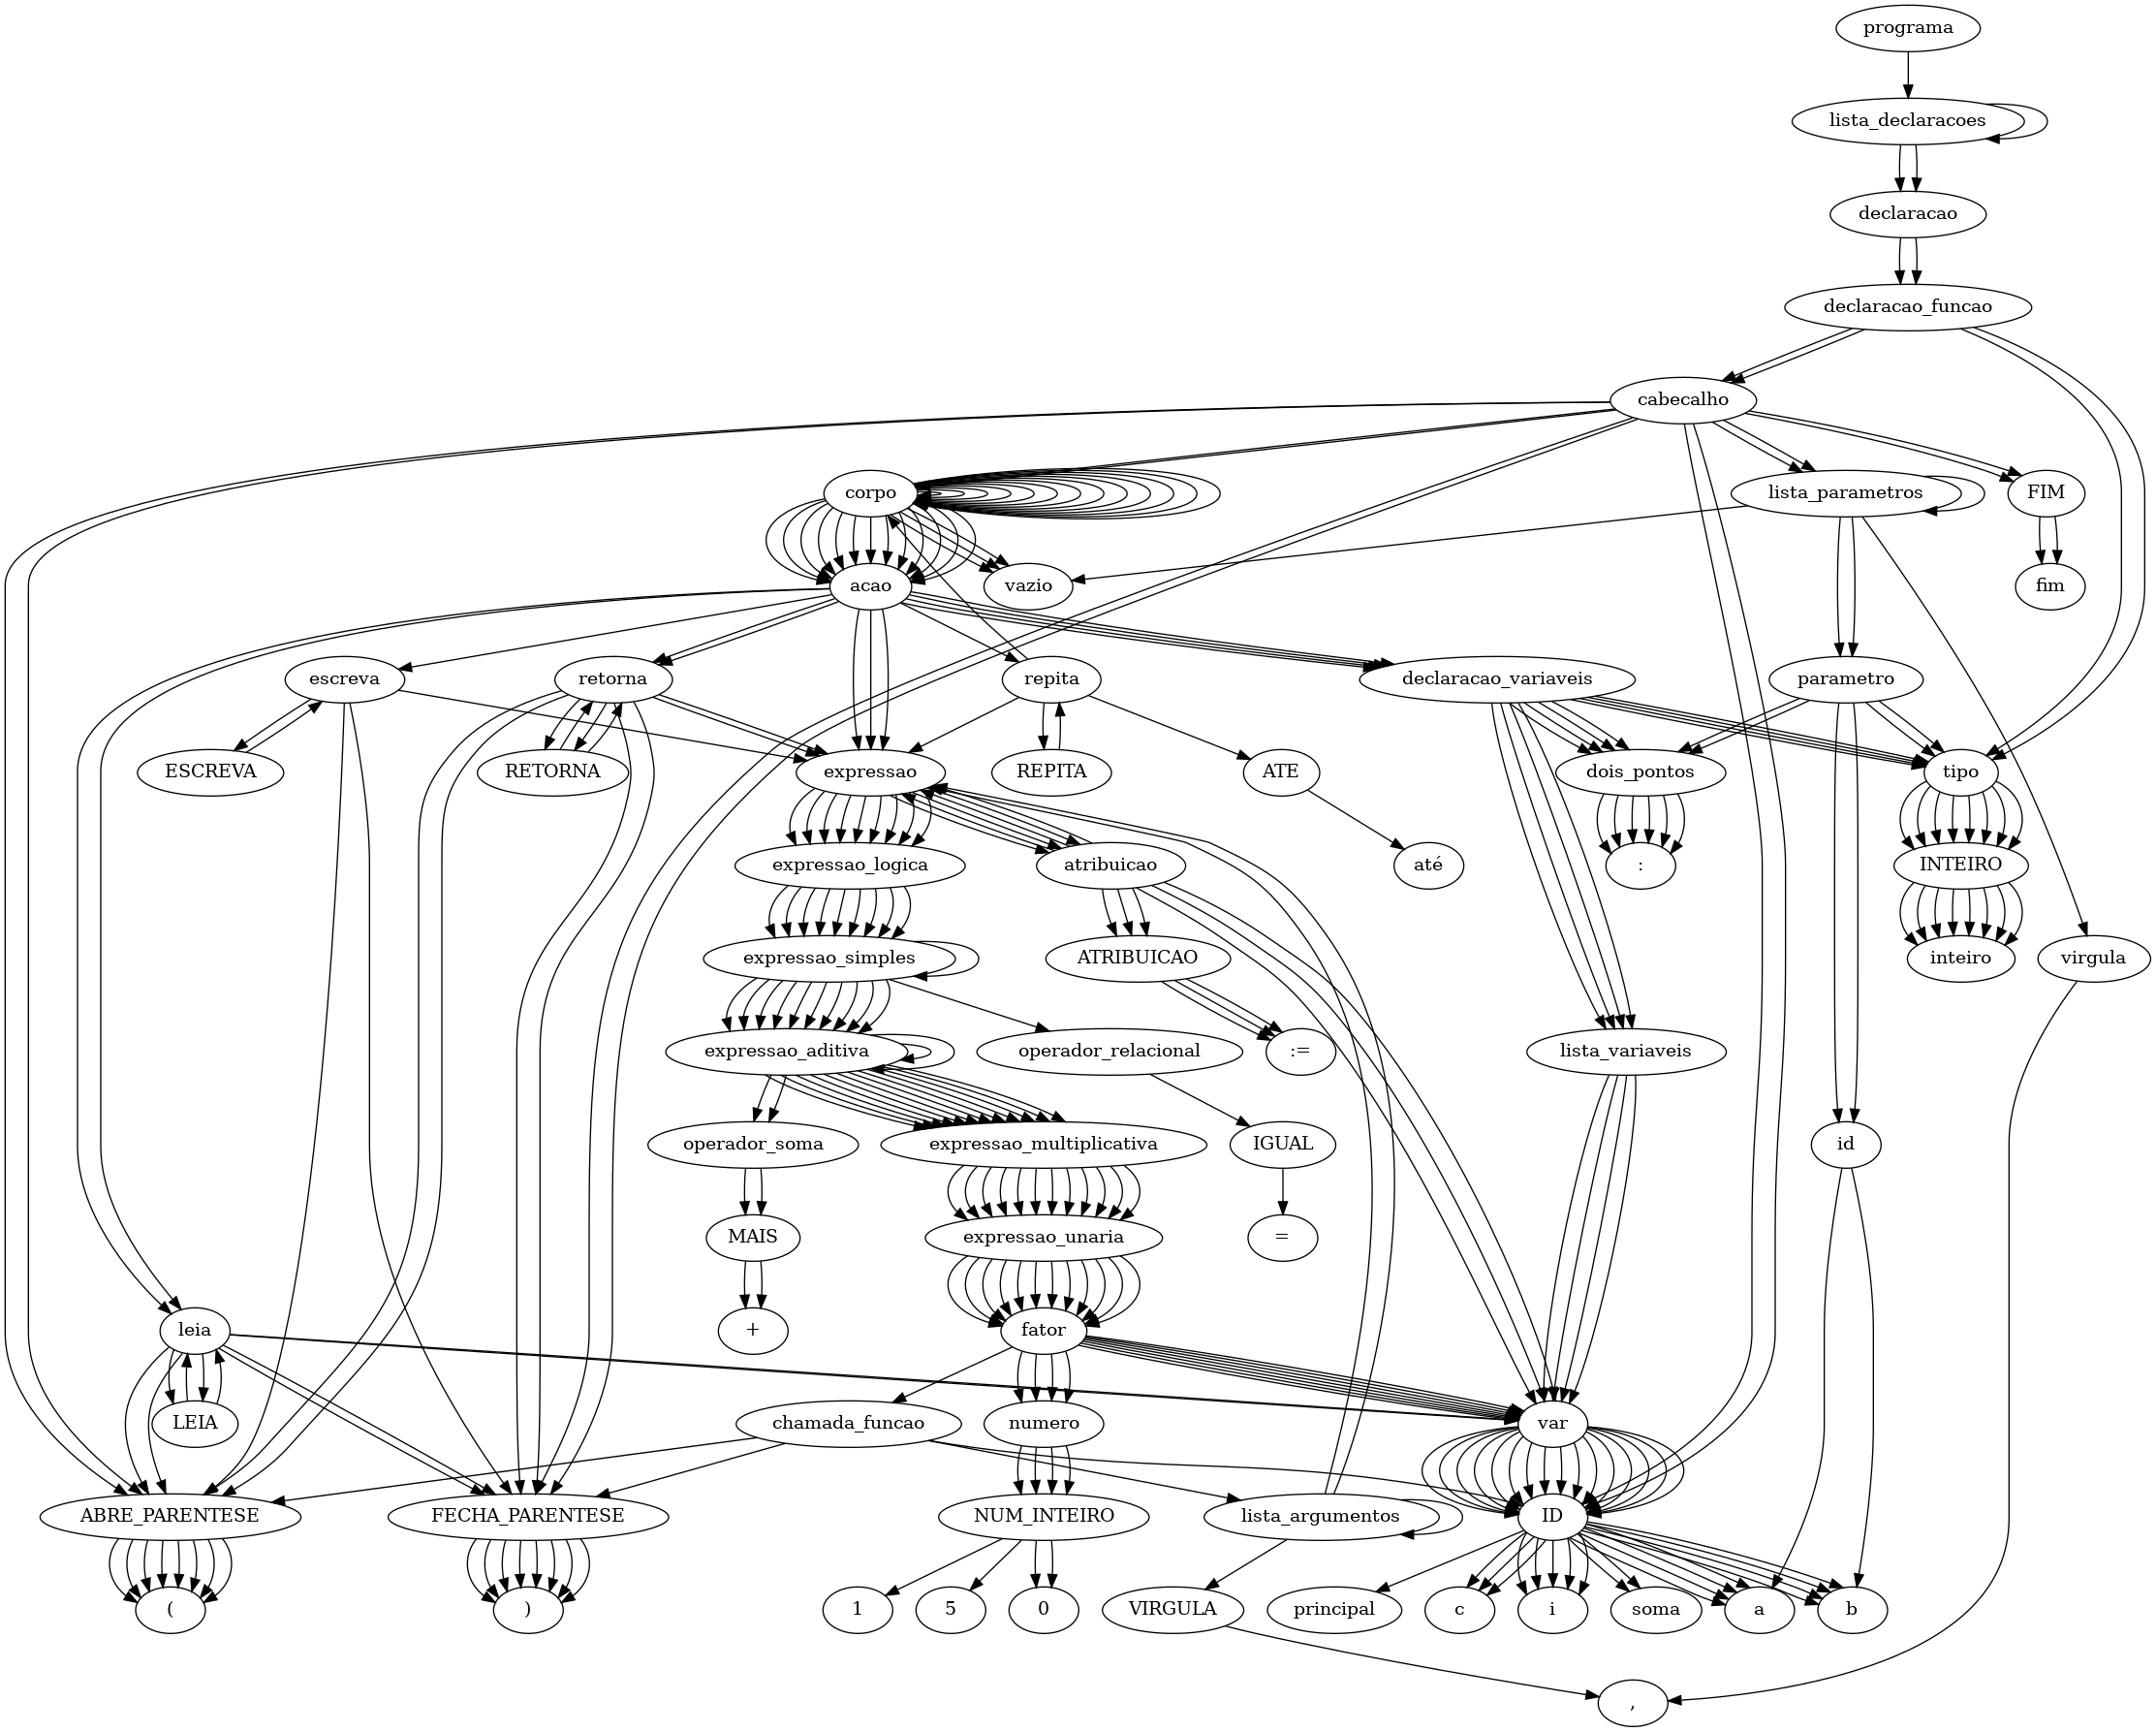 programa
lista_declaracoes
declaracao
declaracao_funcao
cabecalho
corpo
lista_parametros
FIM
acao
vazio
fim
escreva
retorna
repita
declaracao_variaveis
parametro
ESCREVA
RETORNA
expressao
REPITA
ATE
dois_pontos
tipo
expressao_logica
atribuicao
até
:
INTEIRO
expressao_simples
ATRIBUICAO
inteiro
virgula
expressao_aditiva
operador_relacional
:=
lista_variaveis
operador_soma
expressao_multiplicativa
IGUAL
id
MAIS
expressao_unaria
=
leia
+
fator
LEIA
chamada_funcao
numero
var
ABRE_PARENTESE
FECHA_PARENTESE
NUM_INTEIRO
lista_argumentos
ID
(
)
1
5
0
VIRGULA
principal
c
i
soma
a
b
,